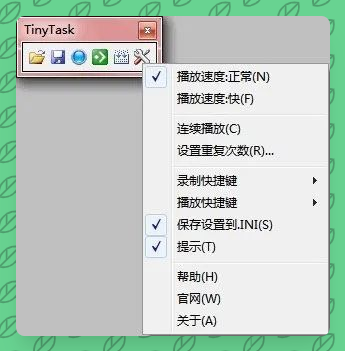 TinyTask
播放速度:正常(N)
播放速度:快(F)
连续播放(C)
设置重复次数(R)...
录制快捷键
播放快捷键
保存设置到.INI(S)
提示(T)
帮助(H)
官网(W)
关于(A)